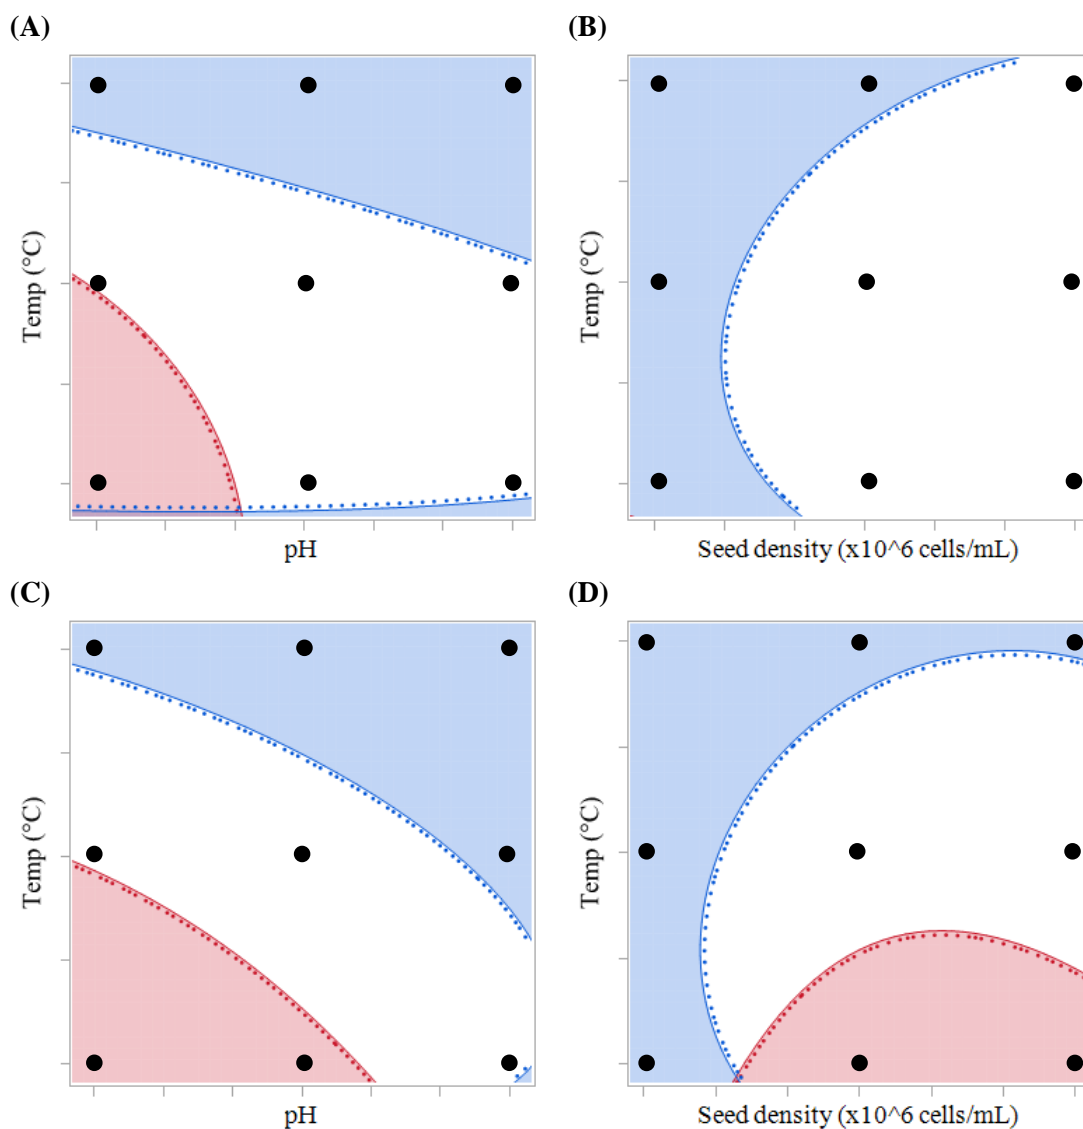 (A)
(B)
Temp (°C)
Temp (°C)
pH
Seed density (x10^6 cells/mL)
(C)
(D)
Temp (°C)
Temp (°C)
pH
Seed density (x10^6 cells/mL)